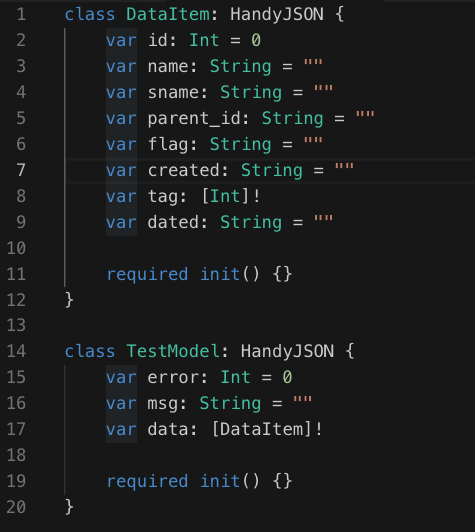 1 class DataItem: HandyJSON {
2 var id: Int = 0
3 var name: String = ""
4 var sname: String = ""
5 var parent_id: String = ""
6 var flag: String = ""
7 var created: String = ""
8 var tag: [Int]!
9 var dated: String = ""
10
11 required init() {}
12 }
13
14 class TestModel: HandyJSON {
15 var error: Int = 0
16 var msg: String = ""
17 var data: [DataItem]!
18
19 required init() {}
20 }